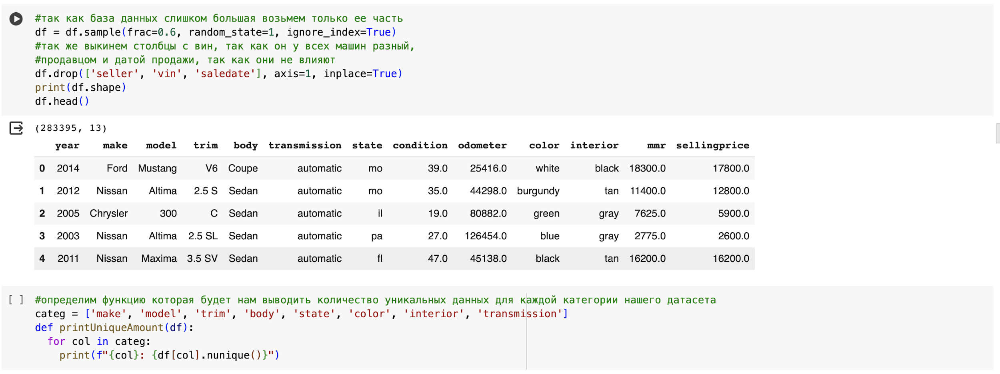 #так как база данных слишком большая возьмем только ее часть
df = df.sample(frac=0.6, random_state=1, ignore_index=True)
#так же выкинем столбцы с вин, так как он у всех машин разный,
#продавцом и датой продажи, так как они не влияют
df.drop(['seller', 'vin', 'saledate'], axis=1, inplace=True)
print(df.shape)
df.head()
(283395, 13)
year make model trim body transmission state condition odometer color interior mmr sellingprice
0 2014 Ford Mustang V6 Coupe automatic mo 39.0 25416.0 white black 18300.0 17800.0
1 2012 Nissan Altima 2.5 S Sedan automatic mo 35.0 44298.0 burgundy tan 11400.0 12800.0
2 2005 Chrysler 300 C Sedan automatic il 19.0 80882.0 green gray 7625.0 5900.0
3 2003 Nissan Altima 2.5 SL Sedan automatic pa 27.0 126454.0 blue gray 2775.0 2600.0
4 2011 Nissan Maxima 3.5 SV Sedan automatic fl 47.0 45138.0 black tan 16200.0 16200.0
[ ] #определим функцию которая будет нам выводить количество уникальных данных для каждой категории нашего датасета
categ = ['make', 'model', 'trim', 'body', 'state', 'color', 'interior', 'transmission']
def printUniqueAmount(df):
for col in categ:
print(f"{col}: {df[col].nunique()}")